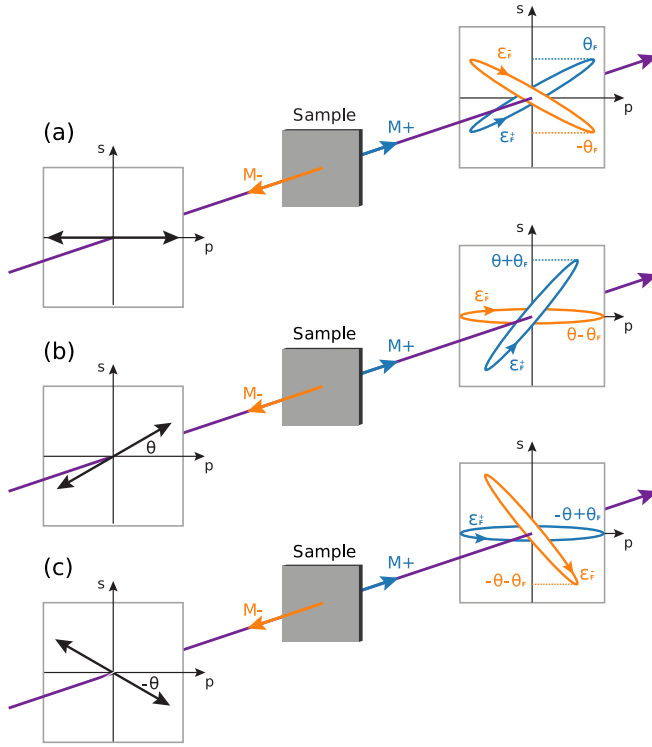 s
θF
εF-
Sample
p
(a)
M+
εF+
-θF
s
M-
p
s
θ+θF
εF-
Sample
p
(b)
M+
θ-θF
εF+
s
M-
θ
p
s
εF+
-θ+θF
Sample
p
(c)
M+
-θ-θF
εF-
s
M-
-θ
p